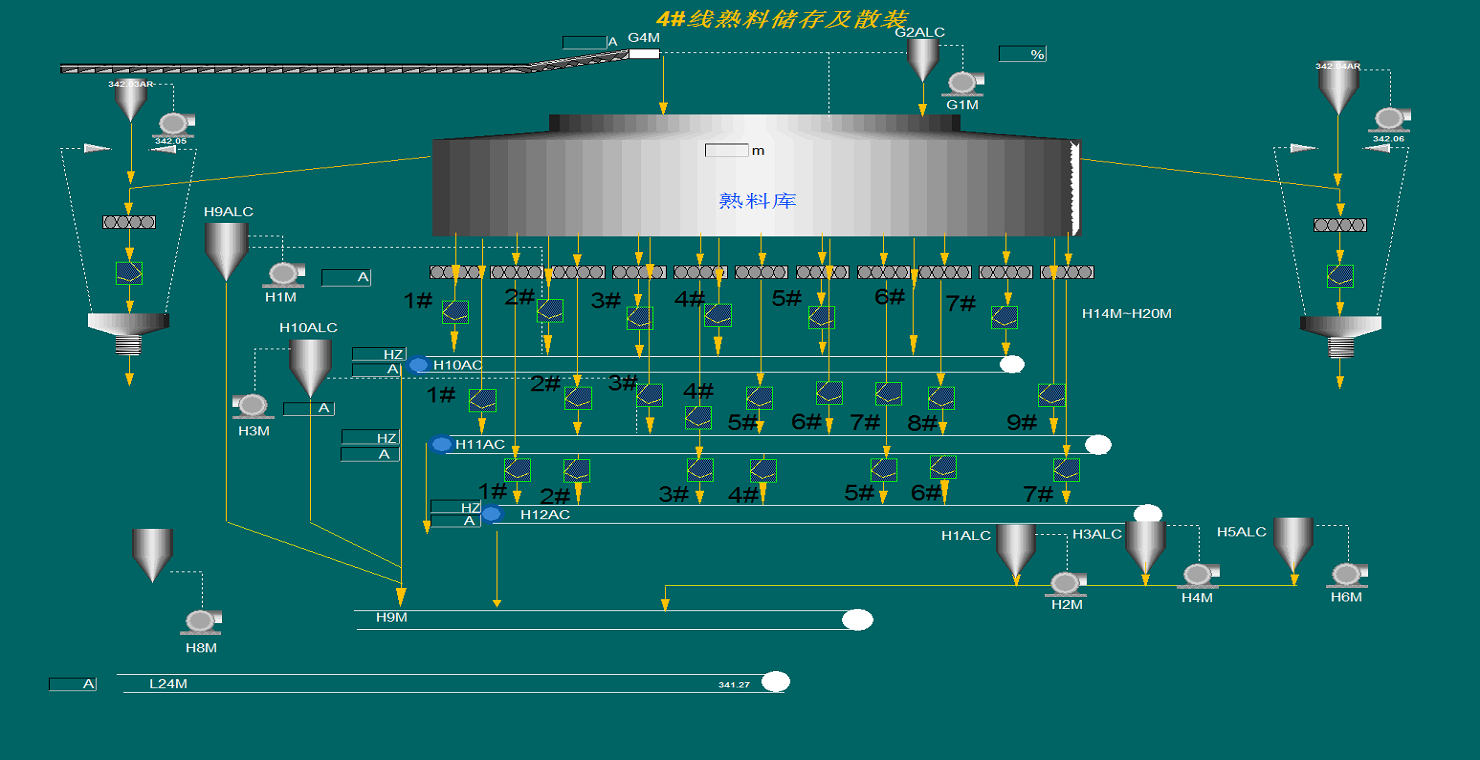 4#线熟料储存及散装
A
G4M
G2ALC
%
G1M
342.03AR
342.05
342.04AR
342.06
m
熟料库
H9ALC
H1M
A
1#
2#
3#
4#
5#
6#
7#
H14M~H20M
H10ALC
HZ
A
H10AC
H3M
A
1#
2#
3#
4#
5#
6#
7#
8#
9#
HZ
A
H11AC
1#
2#
3#
4#
5#
6#
7#
HZ
A
H12AC
H1ALC
H3ALC
H5ALC
H2M
H4M
H6M
H9M
H8M
A
L24M
341.27